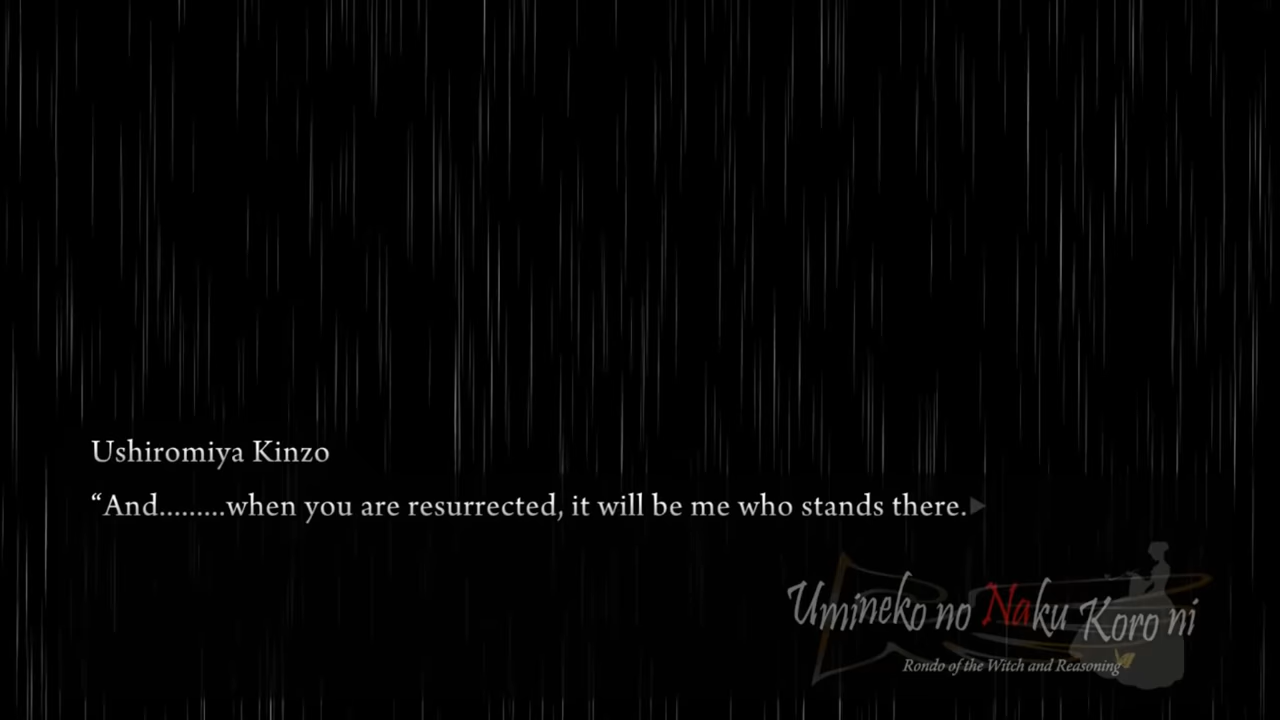 Ushiromiya Kinzo
“And.........when you are resurrected, it will be me who stands there.
Umineko no Naku Koro ni
Rondo of the Witch and Reasoning